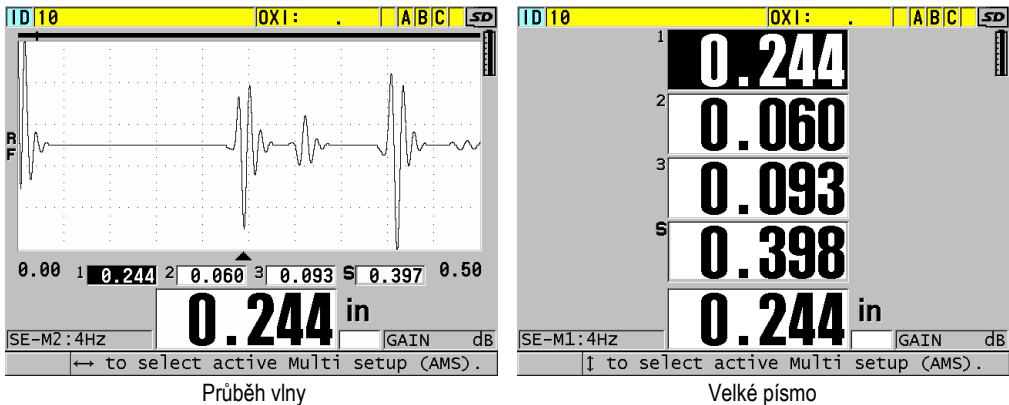 ID 10 OXI: . A B C SD
R
F
0.00 1 0.244 2 0.060 3 0.093 S 0.397 0.50
0.244 in
SE-M2:4Hz GAIN dB
↔ to select active Multi setup (AMS).
Průběh vlny
ID 10 OXI: . A B C SD
1 0.244
2 0.060
3 0.093
S 0.398
0.244 in
SE-M1:4Hz GAIN dB
↕ to select active Multi setup (AMS).
Velké písmo